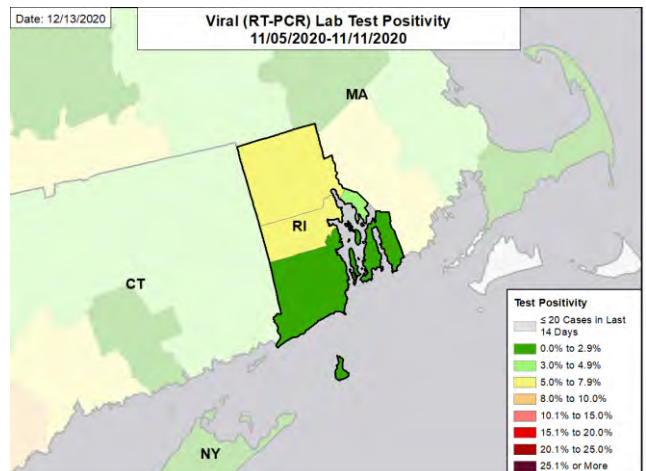 Date: 12/13/2020
Viral (RT-PCR) Lab Test Positivity
11/05/2020-11/11/2020
MA
RI
CT
NY
Test Positivity
≤ 20 Cases in Last
14 Days
0.0% to 2.9%
3.0% to 4.9%
5.0% to 7.9%
8.0% to 10.0%
10.1% to 15.0%
15.1% to 20.0%
20.1% to 25.0%
25.1% or More